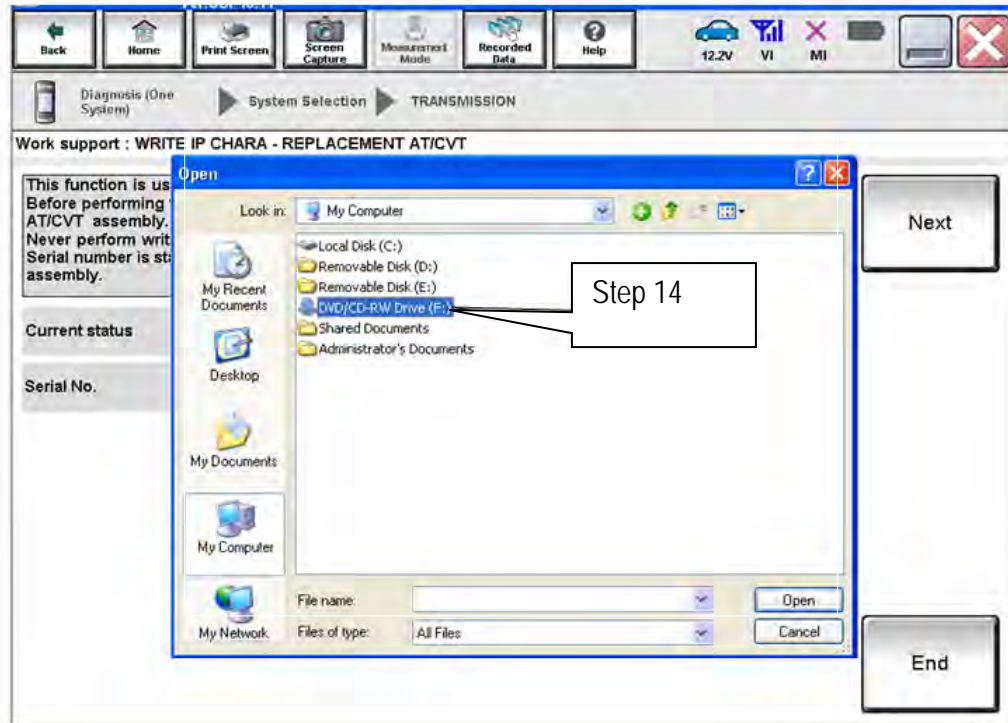 Back
Home
Print Screen
Screen Capture
Measurement Mode
Recorded Data
Help
12.2V
VI
MI
Diagnosis (One System)
System Selection
TRANSMISSION
Work support : WRITE IP CHARA - REPLACEMENT AT/CVT
This function is us
Before performing
AT/CVT assembly.
Never perform writ
Serial number is sta
assembly.
Current status
Serial No.
Next
End
Open
Look in:
My Computer
My Recent Documents
Desktop
My Documents
My Computer
My Network
Local Disk (C:)
Removable Disk (D:)
Removable Disk (E:)
DVD/CD-RW Drive (F:)
Shared Documents
Administrator's Documents
Step 14
File name:
Open
Files of type:
All Files
Cancel